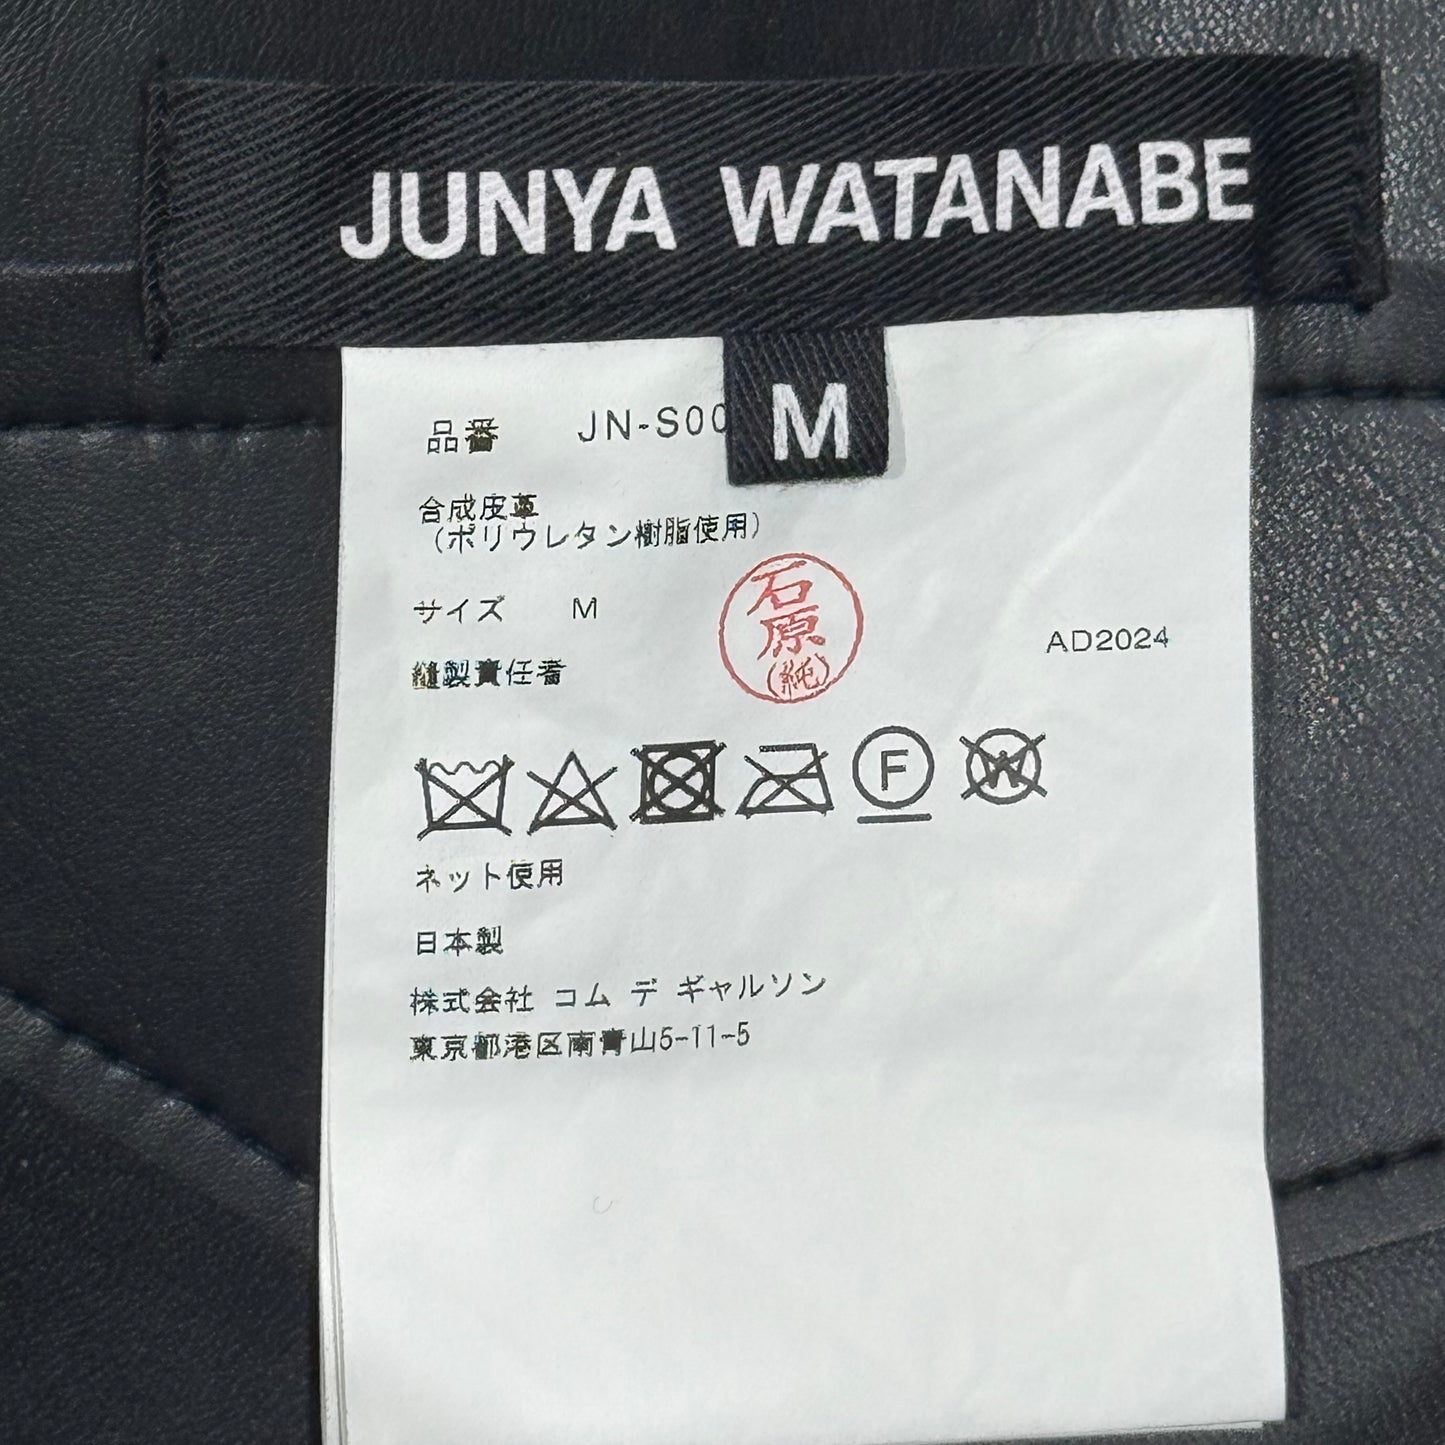 JUNYA WATANABE
M
品番 JN-S00
合成皮革
(ポリウレタン樹脂使用)
サイズ M
石原
(純)
AD2024
縫製責任者
F
W
ネット使用
日本製
株式会社 コム デ ギャルソン
東京都港区南青山5-11-5